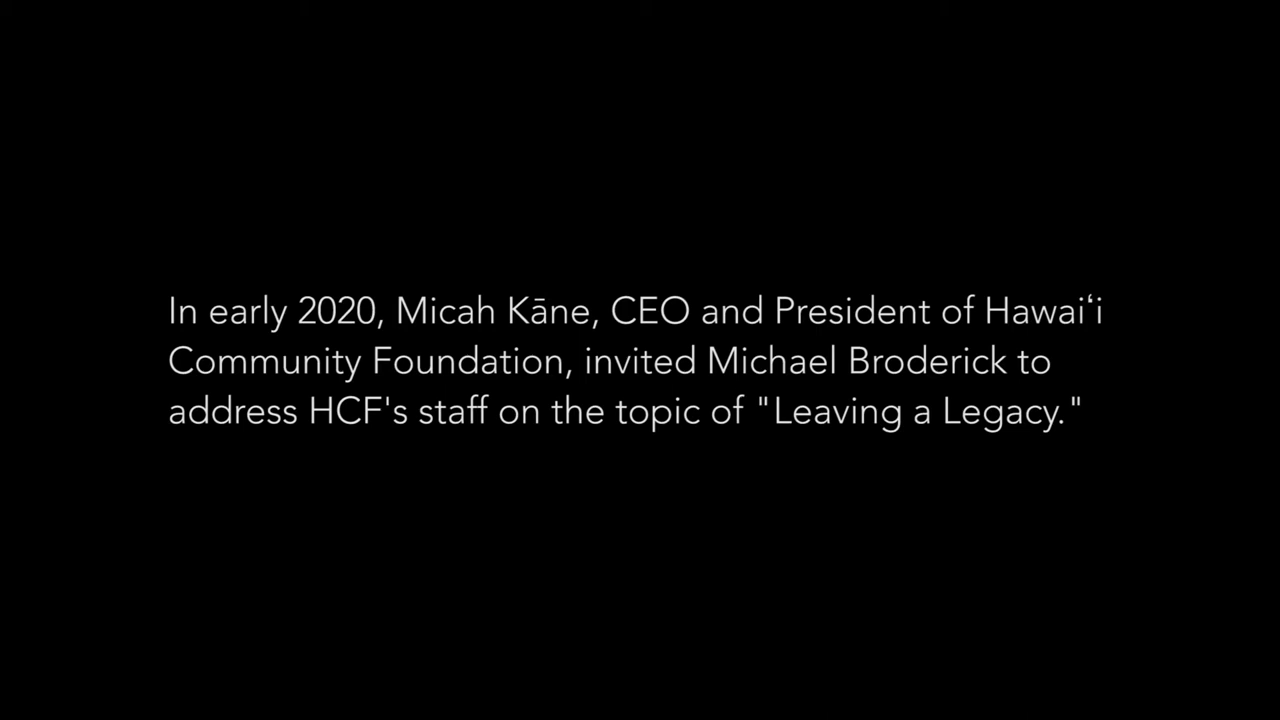 In early 2020, Micah Kāne, CEO and President of Hawaiʻi
Community Foundation, invited Michael Broderick to
address HCF's staff on the topic of "Leaving a Legacy."